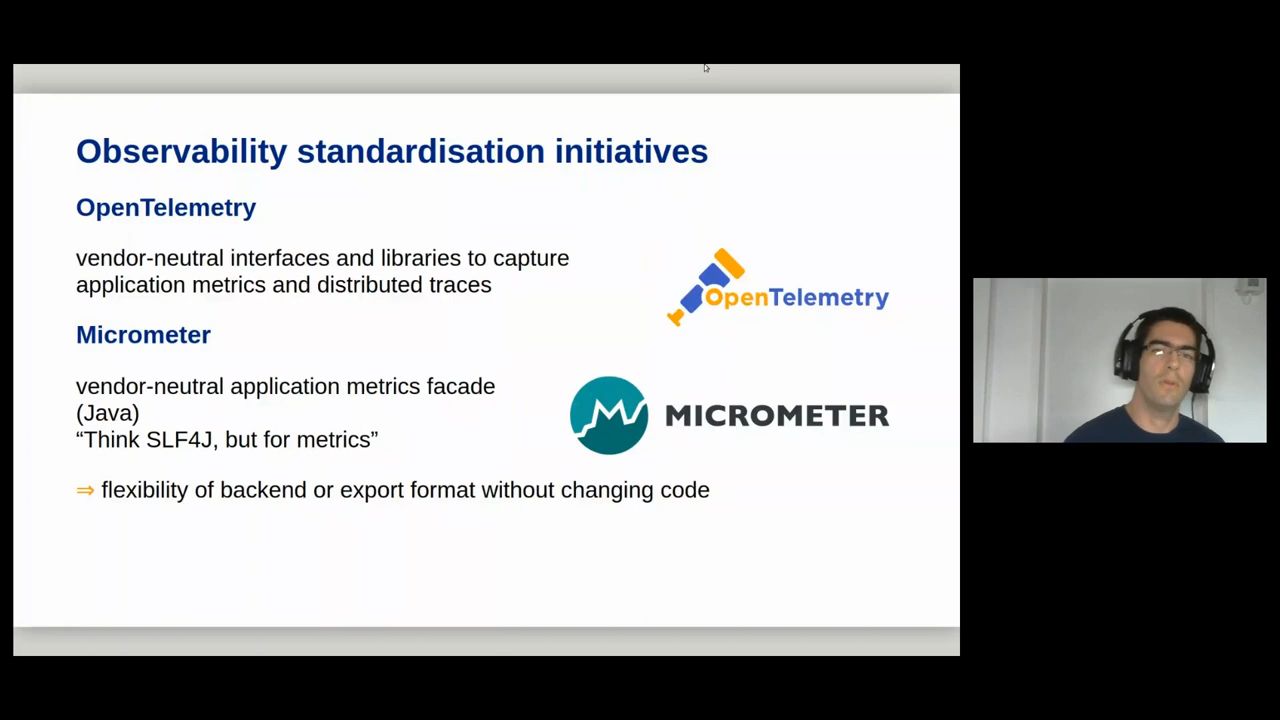 Observability standardisation initiatives
OpenTelemetry
vendor-neutral interfaces and libraries to capture
application metrics and distributed traces
OpenTelemetry
Micrometer
vendor-neutral application metrics facade
(Java)
“Think SLF4J, but for metrics”
MICROMETER
⇒ flexibility of backend or export format without changing code